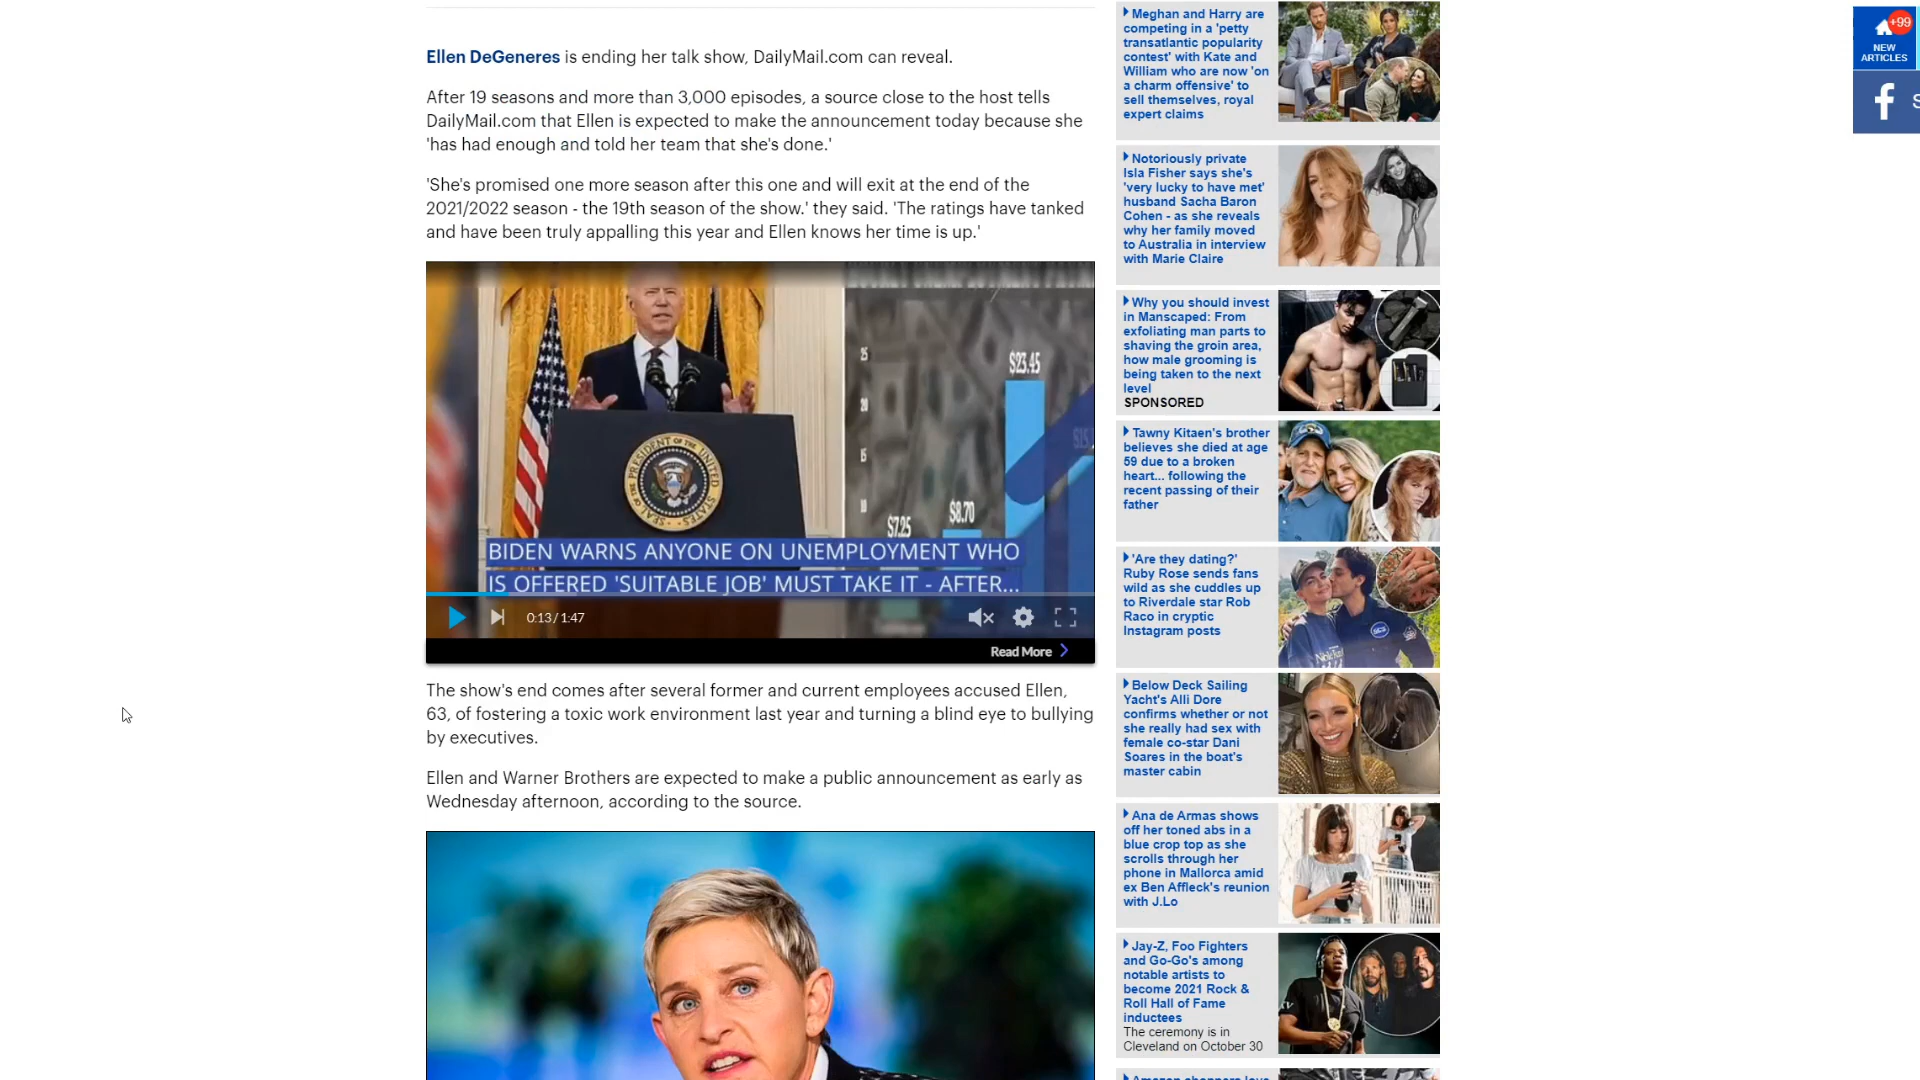 Ellen DeGeneres is ending her talk show, DailyMail.com can reveal.
After 19 seasons and more than 3,000 episodes, a source close to the host tells
DailyMail.com that Ellen is expected to make the announcement today because she
'has had enough and told her team that she's done.'
'She's promised one more season after this one and will exit at the end of the
2021/2022 season - the 19th season of the show.' they said. 'The ratings have tanked
and have been truly appalling this year and Ellen knows her time is up.'
25
$23.45
20
15
10
$8.70
$7.25
SEAL OF THE PRESIDENT OF THE UNITED STATES
BIDEN WARNS ANYONE ON UNEMPLOYMENT WHO
IS OFFERED 'SUITABLE JOB' MUST TAKE IT - AFTER...
0:13 / 1:47
Read More
The show's end comes after several former and current employees accused Ellen,
63, of fostering a toxic work environment last year and turning a blind eye to bullying
by executives.
Ellen and Warner Brothers are expected to make a public announcement as early as
Wednesday afternoon, according to the source.
Meghan and Harry are
competing in a 'petty
transatlantic popularity
contest' with Kate and
William who are now 'on
a charm offensive' to
sell themselves, royal
expert claims
Notoriously private
Isla Fisher says she's
'very lucky to have met'
husband Sacha Baron
Cohen - as she reveals
why her family moved
to Australia in interview
with Marie Claire
Why you should invest
in Manscaped: From
exfoliating man parts to
shaving the groin area,
how male grooming is
being taken to the next
level
SPONSORED
Tawny Kitaen's brother
believes she died at age
59 due to a broken
heart... following the
recent passing of their
father
'Are they dating?'
Ruby Rose sends fans
wild as she cuddles up
to Riverdale star Rob
Raco in cryptic
Instagram posts
Below Deck Sailing
Yacht's Alli Dore
confirms whether or not
she really had sex with
female co-star Dani
Soares in the boat's
master cabin
Ana de Armas shows
off her toned abs in a
blue crop top as she
scrolls through her
phone in Mallorca amid
ex Ben Affleck's reunion
with J.Lo
Jay-Z, Foo Fighters
and Go-Go's among
notable artists to
become 2021 Rock &
Roll Hall of Fame
inductees
The ceremony is in
Cleveland on October 30
+99
NEW
ARTICLES